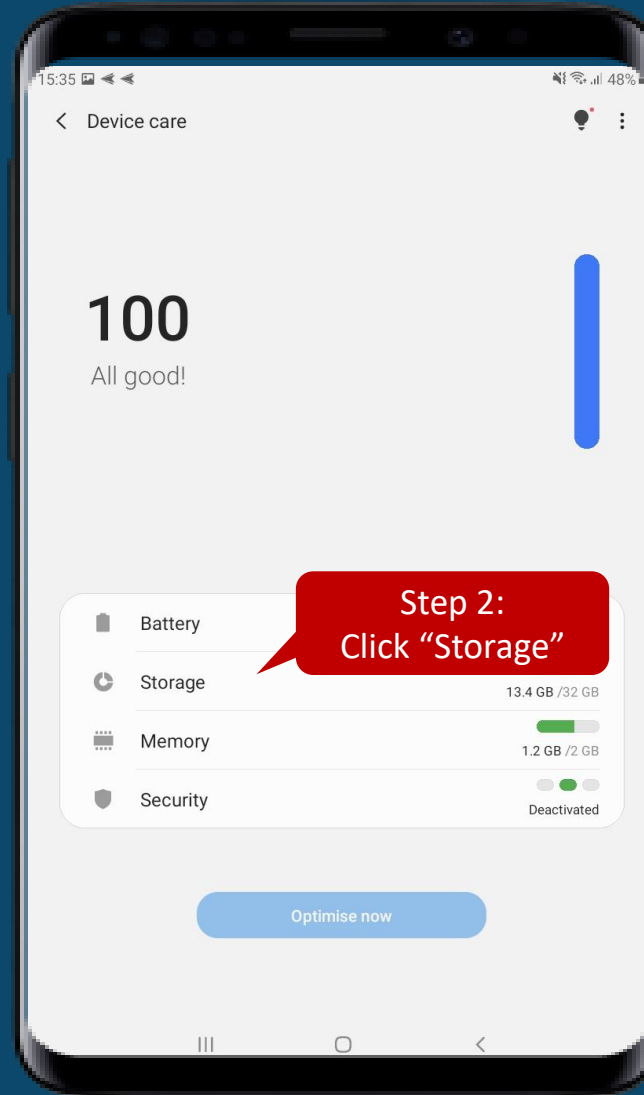 15:35
48%
Device care
100
All good!
Step 2:
Click “Storage”
Battery
Storage
13.4 GB /32 GB
Memory
1.2 GB /2 GB
Security
Deactivated
Optimise now